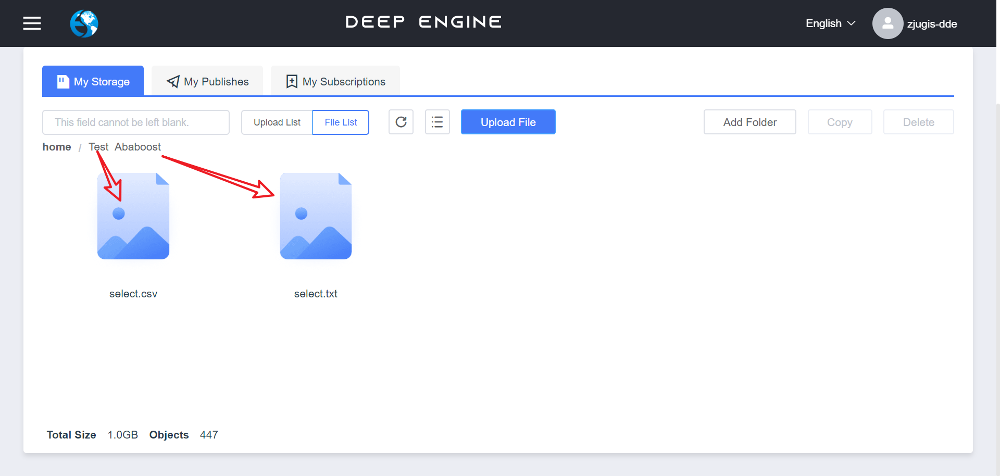 DEEP ENGINE
English
zjugis-dde
My Storage
My Publishes
My Subscriptions
This field cannot be left blank.
Upload List
File List
Upload File
Add Folder
Copy
Delete
home / Test Ababoost
select.csv
select.txt
Total Size 1.0GB Objects 447